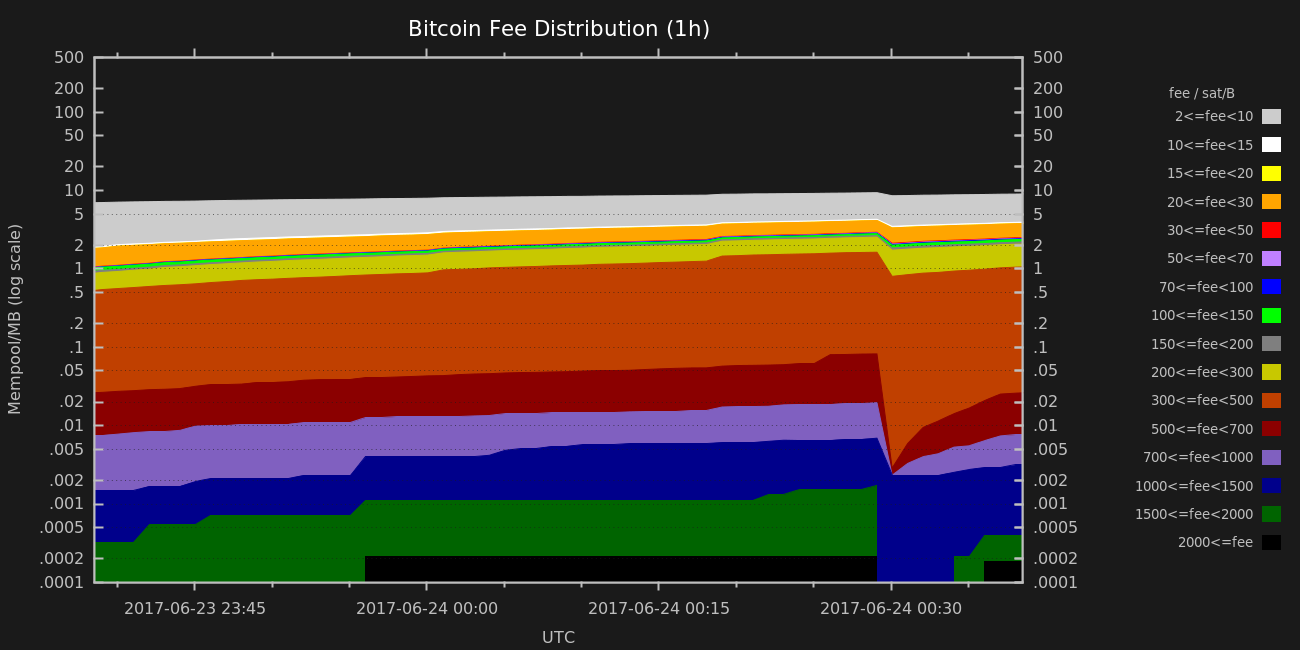 Bitcoin Fee Distribution (1h)
Mempool/MB (log scale)
500
200
100
50
20
10
5
2
1
.5
.2
.1
.05
.02
.01
.005
.002
.001
.0005
.0002
.0001
500
200
100
50
20
10
5
2
1
.5
.2
.1
.05
.02
.01
.005
.002
.001
.0005
.0002
.0001
2017-06-23 23:45
2017-06-24 00:00
2017-06-24 00:15
2017-06-24 00:30
UTC
fee / sat/B
2<=fee<10
10<=fee<15
15<=fee<20
20<=fee<30
30<=fee<50
50<=fee<70
70<=fee<100
100<=fee<150
150<=fee<200
200<=fee<300
300<=fee<500
500<=fee<700
700<=fee<1000
1000<=fee<1500
1500<=fee<2000
2000<=fee